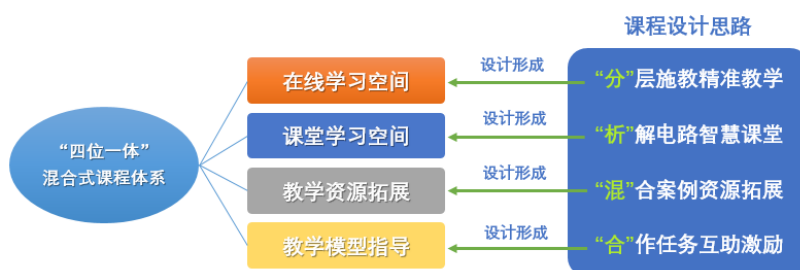 课程设计思路
在线学习空间
设计形成
“分”层施教精准教学
“四位一体”
混合式课程体系
课堂学习空间
设计形成
“析”解电路智慧课堂
教学资源拓展
设计形成
“混”合案例资源拓展
教学模型指导
设计形成
“合”作任务互助激励